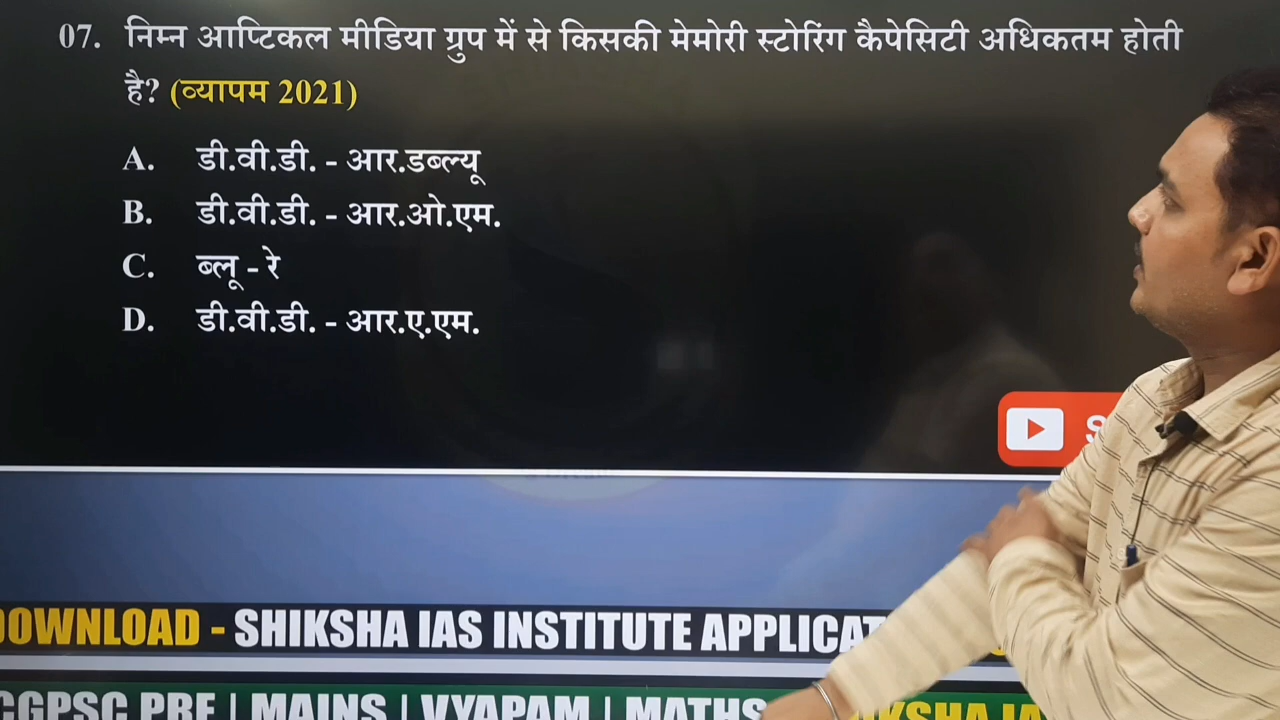 07. निम्न आप्टिकल मीडिया ग्रुप में से किसकी मेमोरी स्टोरिंग कैपेसिटी अधिकतम होती
है? (व्यापम 2021)
A. डी.वी.डी. - आर.डब्ल्यू
B. डी.वी.डी. - आर.ओ.एम.
C. ब्लू - रे
D. डी.वी.डी. - आर.ए.एम.
DOWNLOAD - SHIKSHA IAS INSTITUTE
CGPSC PRE | MAINS | VYAPAM | MATHS